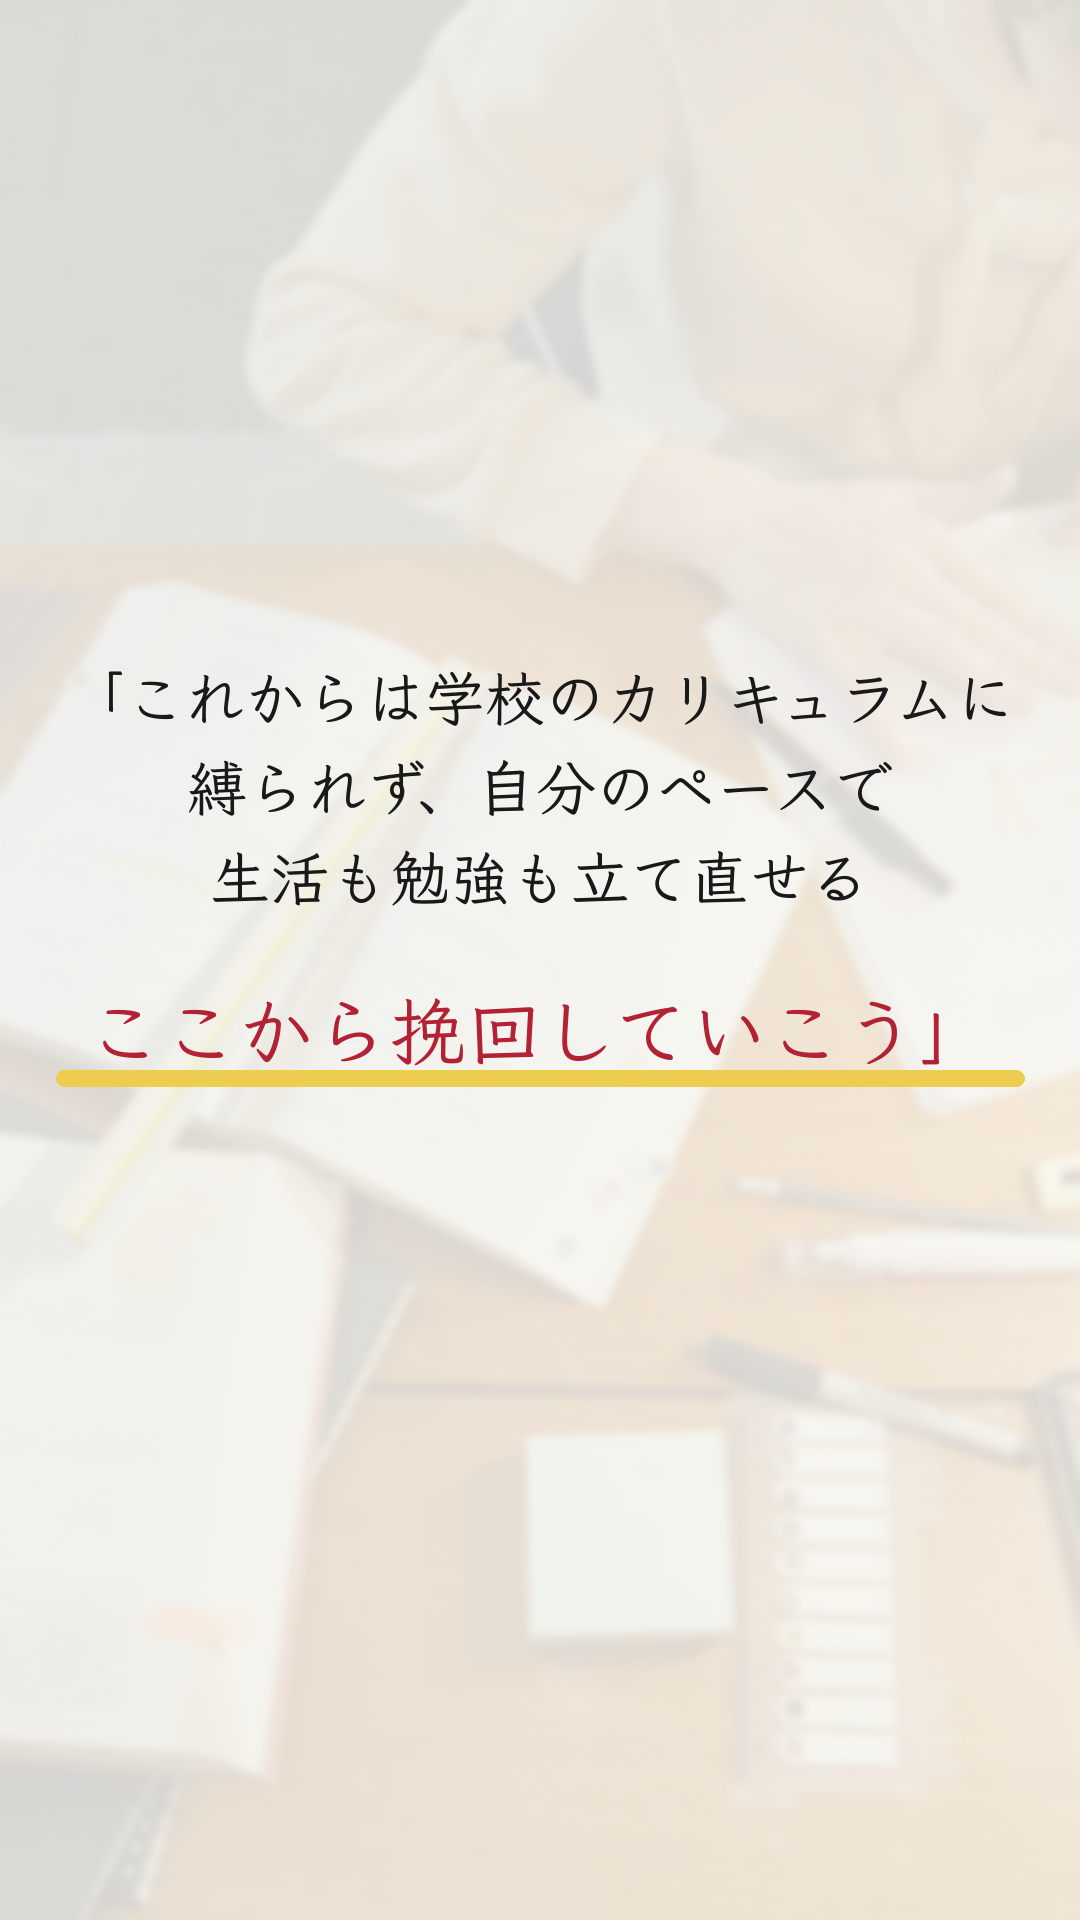 「これからは学校のカリキュラムに
縛られず、自分のペースで
生活も勉強も立て直せる
ここから挽回していこう」